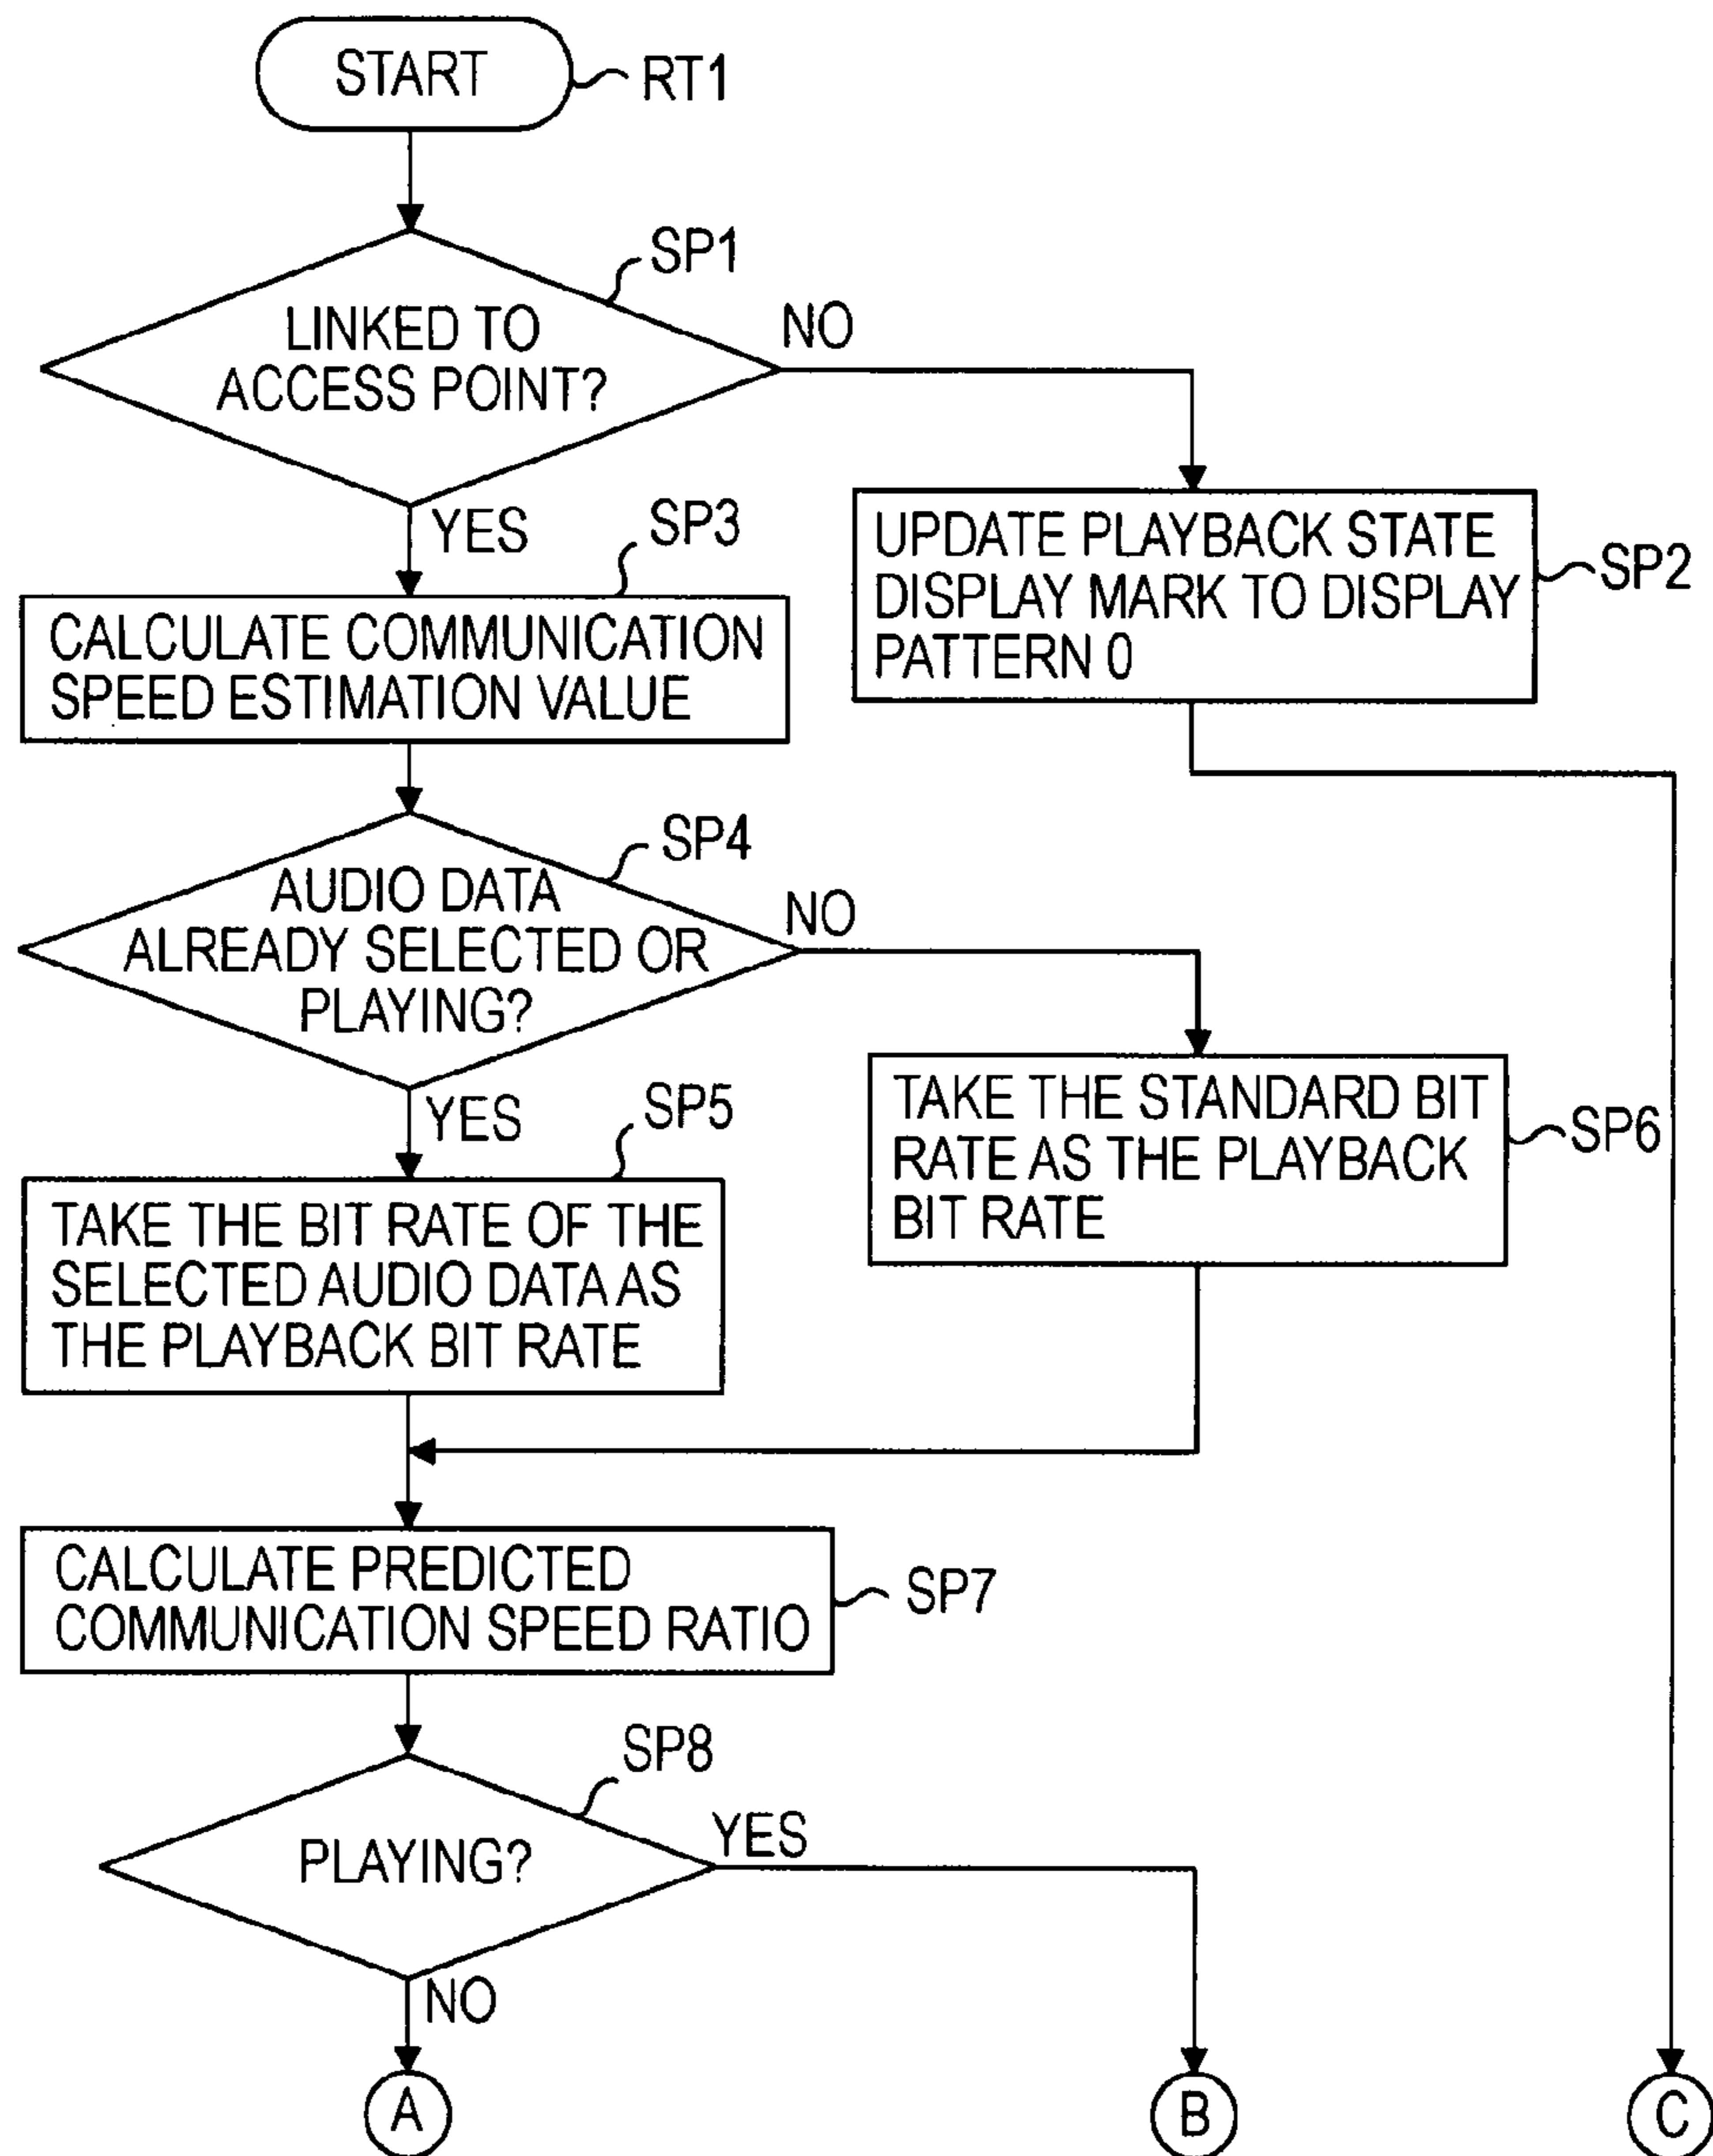 START
RT1
SP1
LINKED TO
ACCESS POINT?
NO
YES
SP3
UPDATE PLAYBACK STATE
DISPLAY MARK TO DISPLAY
PATTERN 0
SP2
CALCULATE COMMUNICATION
SPEED ESTIMATION VALUE
SP4
AUDIO DATA
ALREADY SELECTED OR
PLAYING?
NO
YES
SP5
TAKE THE STANDARD BIT
RATE AS THE PLAYBACK
BIT RATE
SP6
TAKE THE BIT RATE OF THE
SELECTED AUDIO DATA AS
THE PLAYBACK BIT RATE
CALCULATE PREDICTED
COMMUNICATION SPEED RATIO
SP7
SP8
PLAYING?
YES
NO
A
B
C